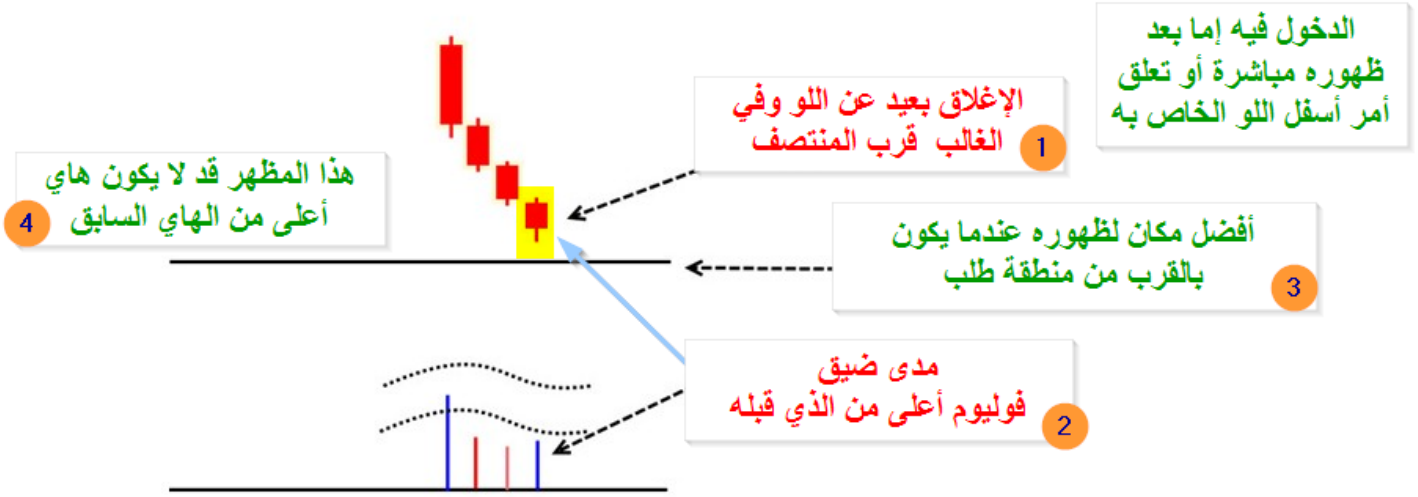 الدخول فيه إما بعد
ظهوره مباشرة أو تعلق
أمر أسفل اللو الخاص به
الإغلاق بعيد عن اللو وفي
الغالب قرب المنتصف
1
هذا المظهر قد لا يكون هاي
أعلى من الهاي السابق
4
أفضل مكان لظهوره عندما يكون
بالقرب من منطقة طلب
3
مدى ضيق
فوليوم أعلى من الذي قبله
2